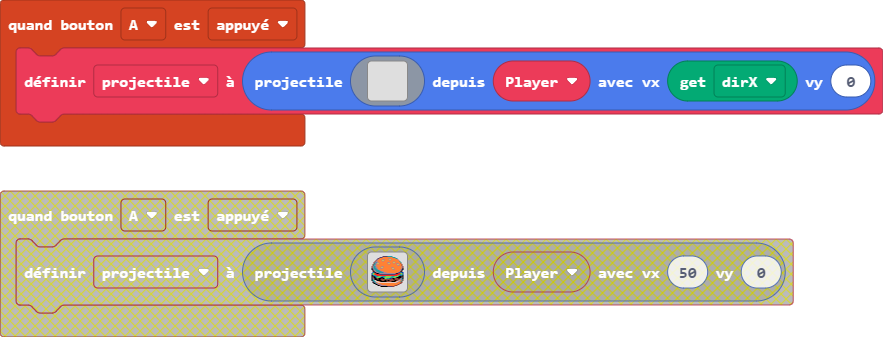 quand bouton A est appuyé
définir projectile à projectile depuis Player avec vx get dirX vy 0
quand bouton A est appuyé
définir projectile à projectile depuis Player avec vx 50 vy 0